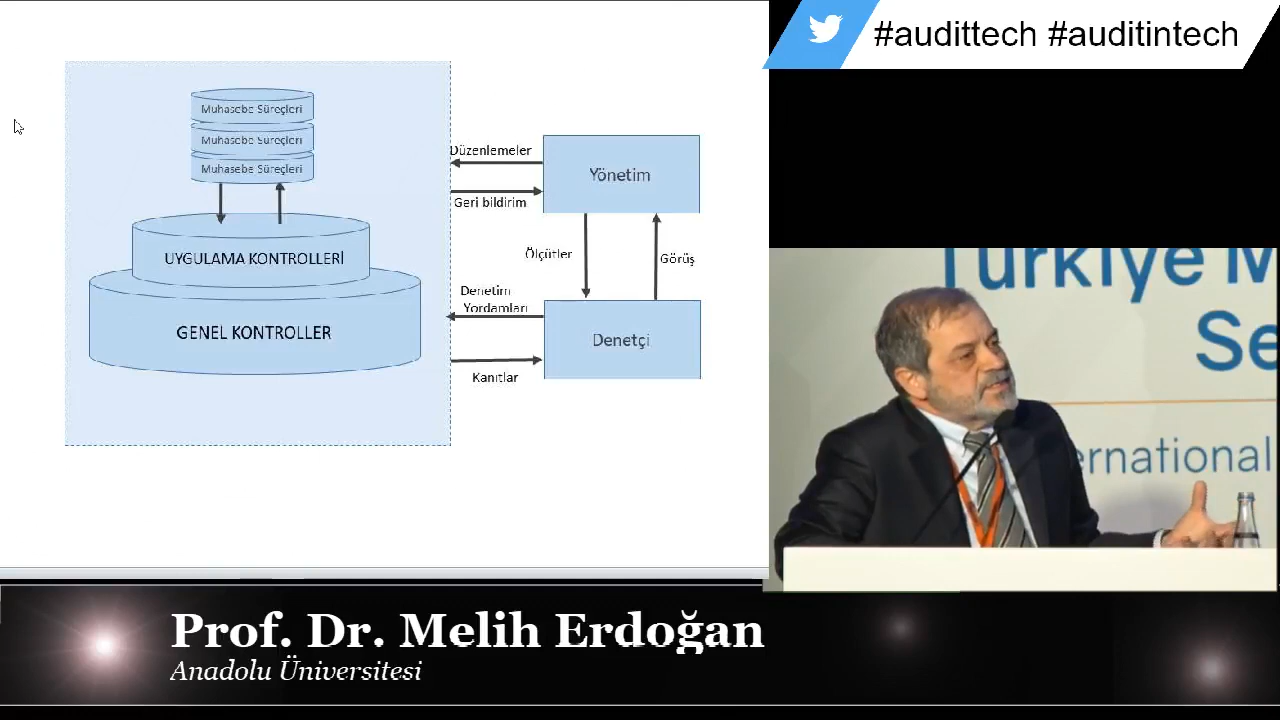 #audittech #auditintech
Muhasebe Süreçleri
Muhasebe Süreçleri
Muhasebe Süreçleri
UYGULAMA KONTROLLERİ
GENEL KONTROLLER
Düzenlemeler
Geri bildirim
Yönetim
Ölçütler
Görüş
Denetim
Yordamları
Denetçi
Kanıtlar
Türkiye M
Se
ernational
Prof. Dr. Melih Erdoğan
Anadolu Üniversitesi